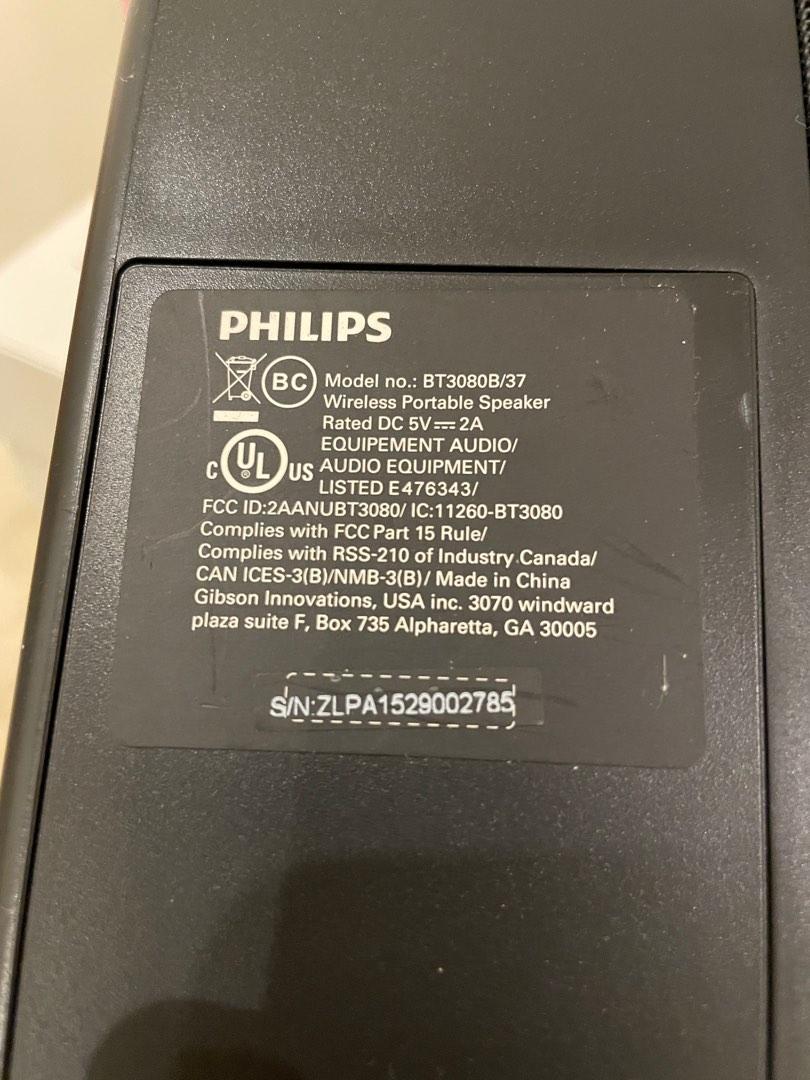 PHILIPS
BC
Model no.: BT3080B/37
Wireless Portable Speaker
Rated DC 5V⎓2A
EQUIPEMENT AUDIO/
C UL ® US
AUDIO EQUIPMENT/
LISTED E476343/
FCC ID:2AANUBT3080/ IC:11260-BT3080
Complies with FCC Part 15 Rule/
Complies with RSS-210 of Industry Canada/
CAN ICES-3(B)/NMB-3(B)/ Made in China
Gibson Innovations, USA inc. 3070 windward
plaza suite F, Box 735 Alpharetta, GA 30005
S/N:ZLPA1529002785